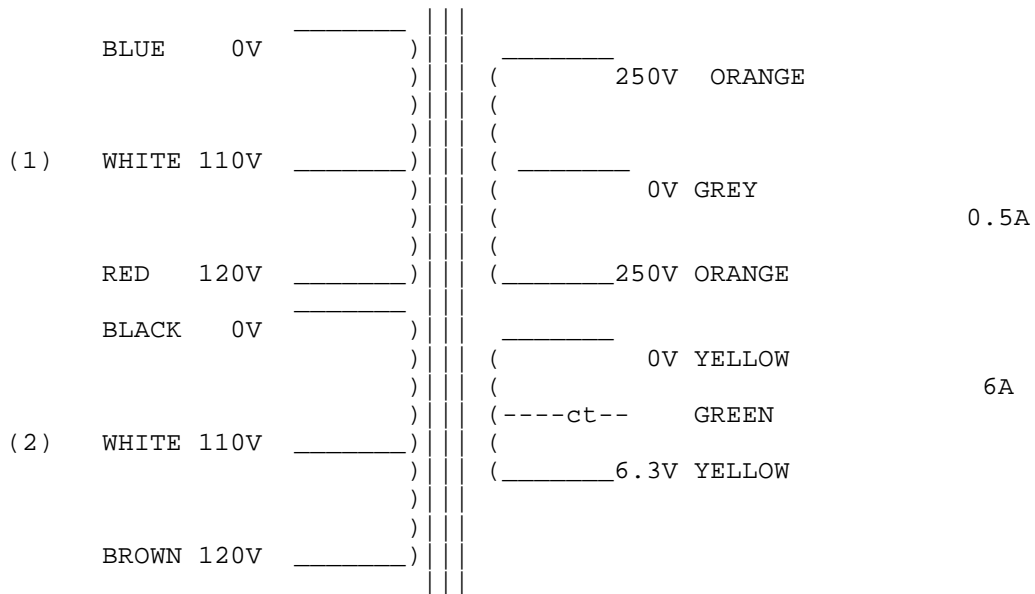 BLUE 0V
250V ORANGE
(1) WHITE 110V
0V GREY
0.5A
RED 120V 250V ORANGE
BLACK 0V
0V YELLOW
6A
ct GREEN
(2) WHITE 110V
6.3V YELLOW
BROWN 120V